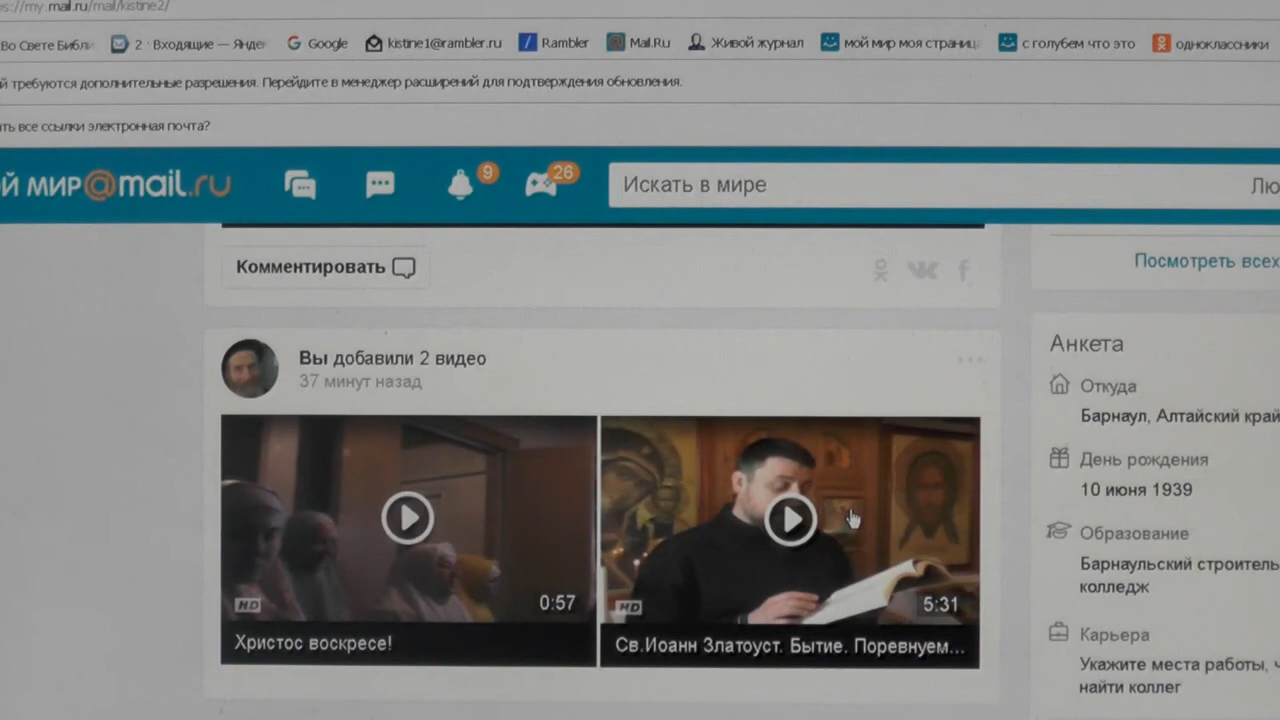 s://my.mail.ru/mail/kistine2/
Во Свете Библи
2 · Входящие — Яндек
Google
kistine1@rambler.ru
Rambler
Mail.Ru
Живой журнал
мой мир моя страница
с голубем что это
одноклассники
й требуются дополнительные разрешения. Перейдите в менеджер расширений для подтверждения обновления.
ть все ссылки электронная почта?
й мир@mail.ru
9
26
Искать в мире
Лю
Комментировать
Посмотреть всех
Вы добавили 2 видео
37 минут назад
HD
0:57
Христос воскресе!
HD
5:31
Св.Иоанн Златоуст. Бытие. Поревнуем...
Анкета
Откуда
Барнаул, Алтайский край
День рождения
10 июня 1939
Образование
Барнаульский строитель
колледж
Карьера
Укажите места работы, ч
найти коллег